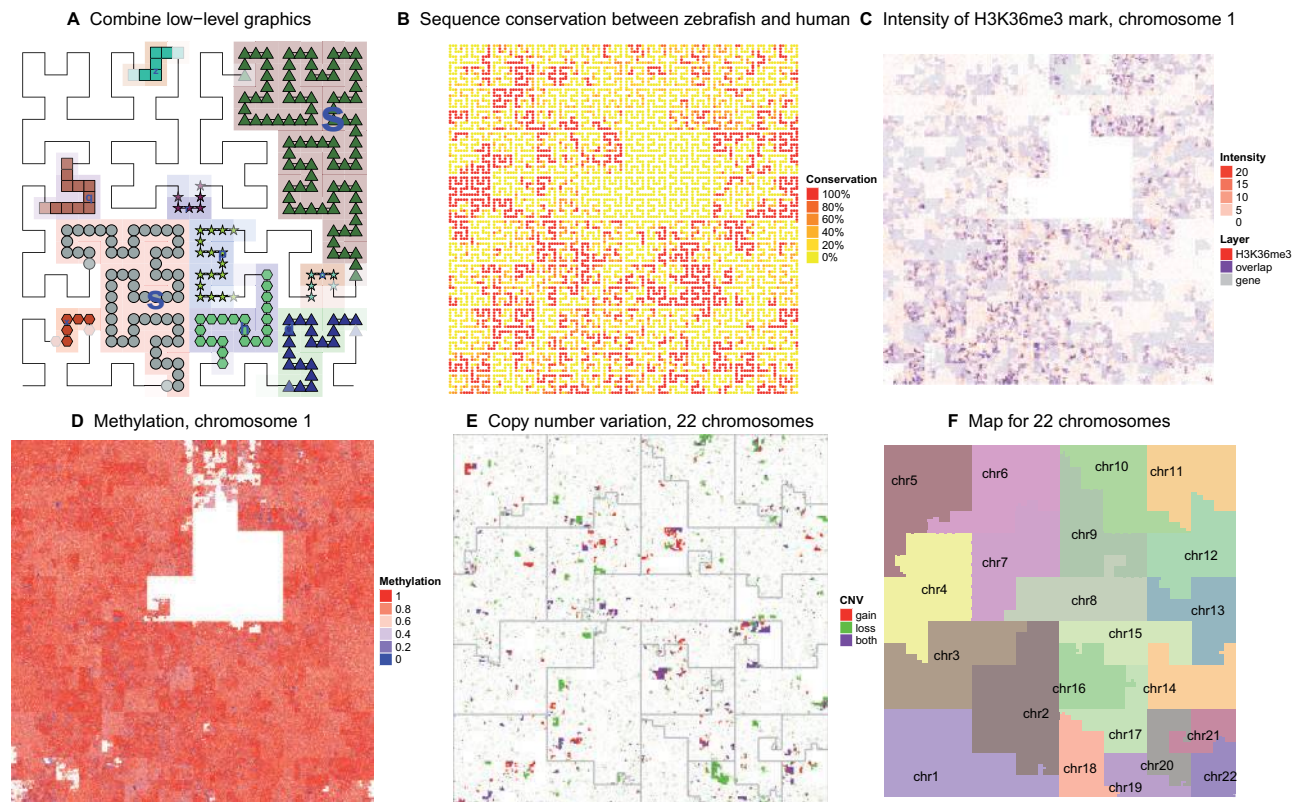 A Combine low−level graphics
B Sequence conservation between zebrafish and human
C Intensity of H3K36me3 mark, chromosome 1
S
S
Conservation
100%
80%
60%
40%
20%
0%
Intensity
20
15
10
5
0
Layer
H3K36me3
overlap
gene
D Methylation, chromosome 1
E Copy number variation, 22 chromosomes
F Map for 22 chromosomes
Methylation
1
0.8
0.6
0.4
0.2
0
CNV
gain
loss
both
chr5
chr6
chr10
chr11
chr9
chr12
chr7
chr4
chr8
chr13
chr15
chr3
chr16
chr14
chr2
chr17
chr21
chr18
chr20
chr1
chr22
chr19